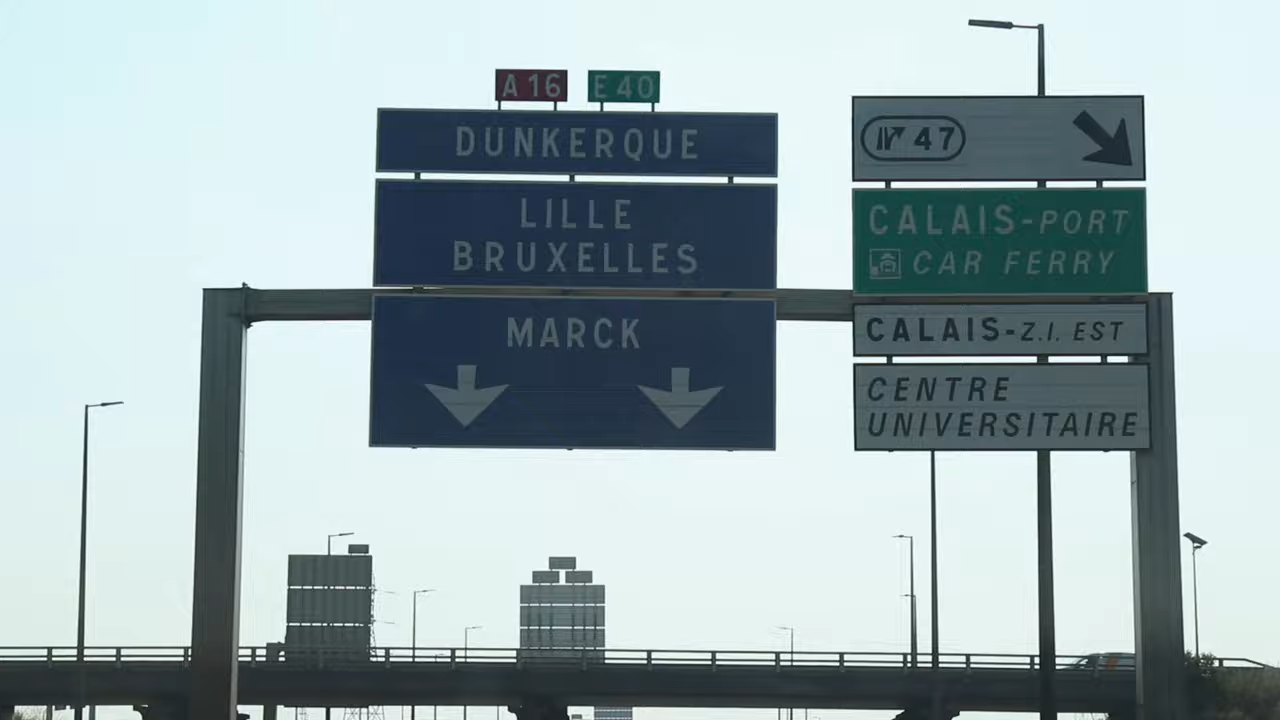 A 16
E 40
DUNKERQUE
LILLE
BRUXELLES
MARCK
47
CALAIS-PORT
CAR FERRY
CALAIS-Z.I. EST
CENTRE
UNIVERSITAIRE